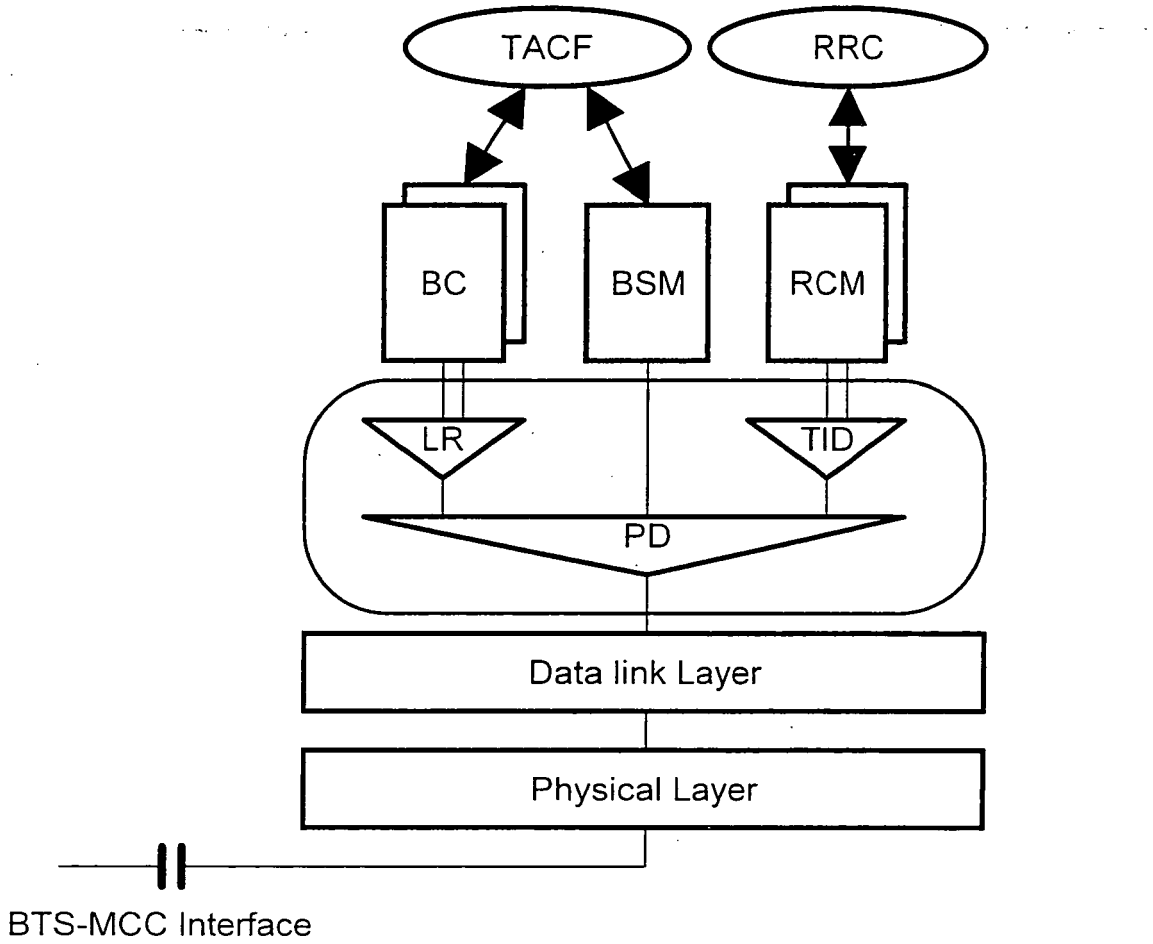 TACF
RRC
BC
BSM
RCM
LR
TID
PD
Data link Layer
Physical Layer
BTS-MCC Interface